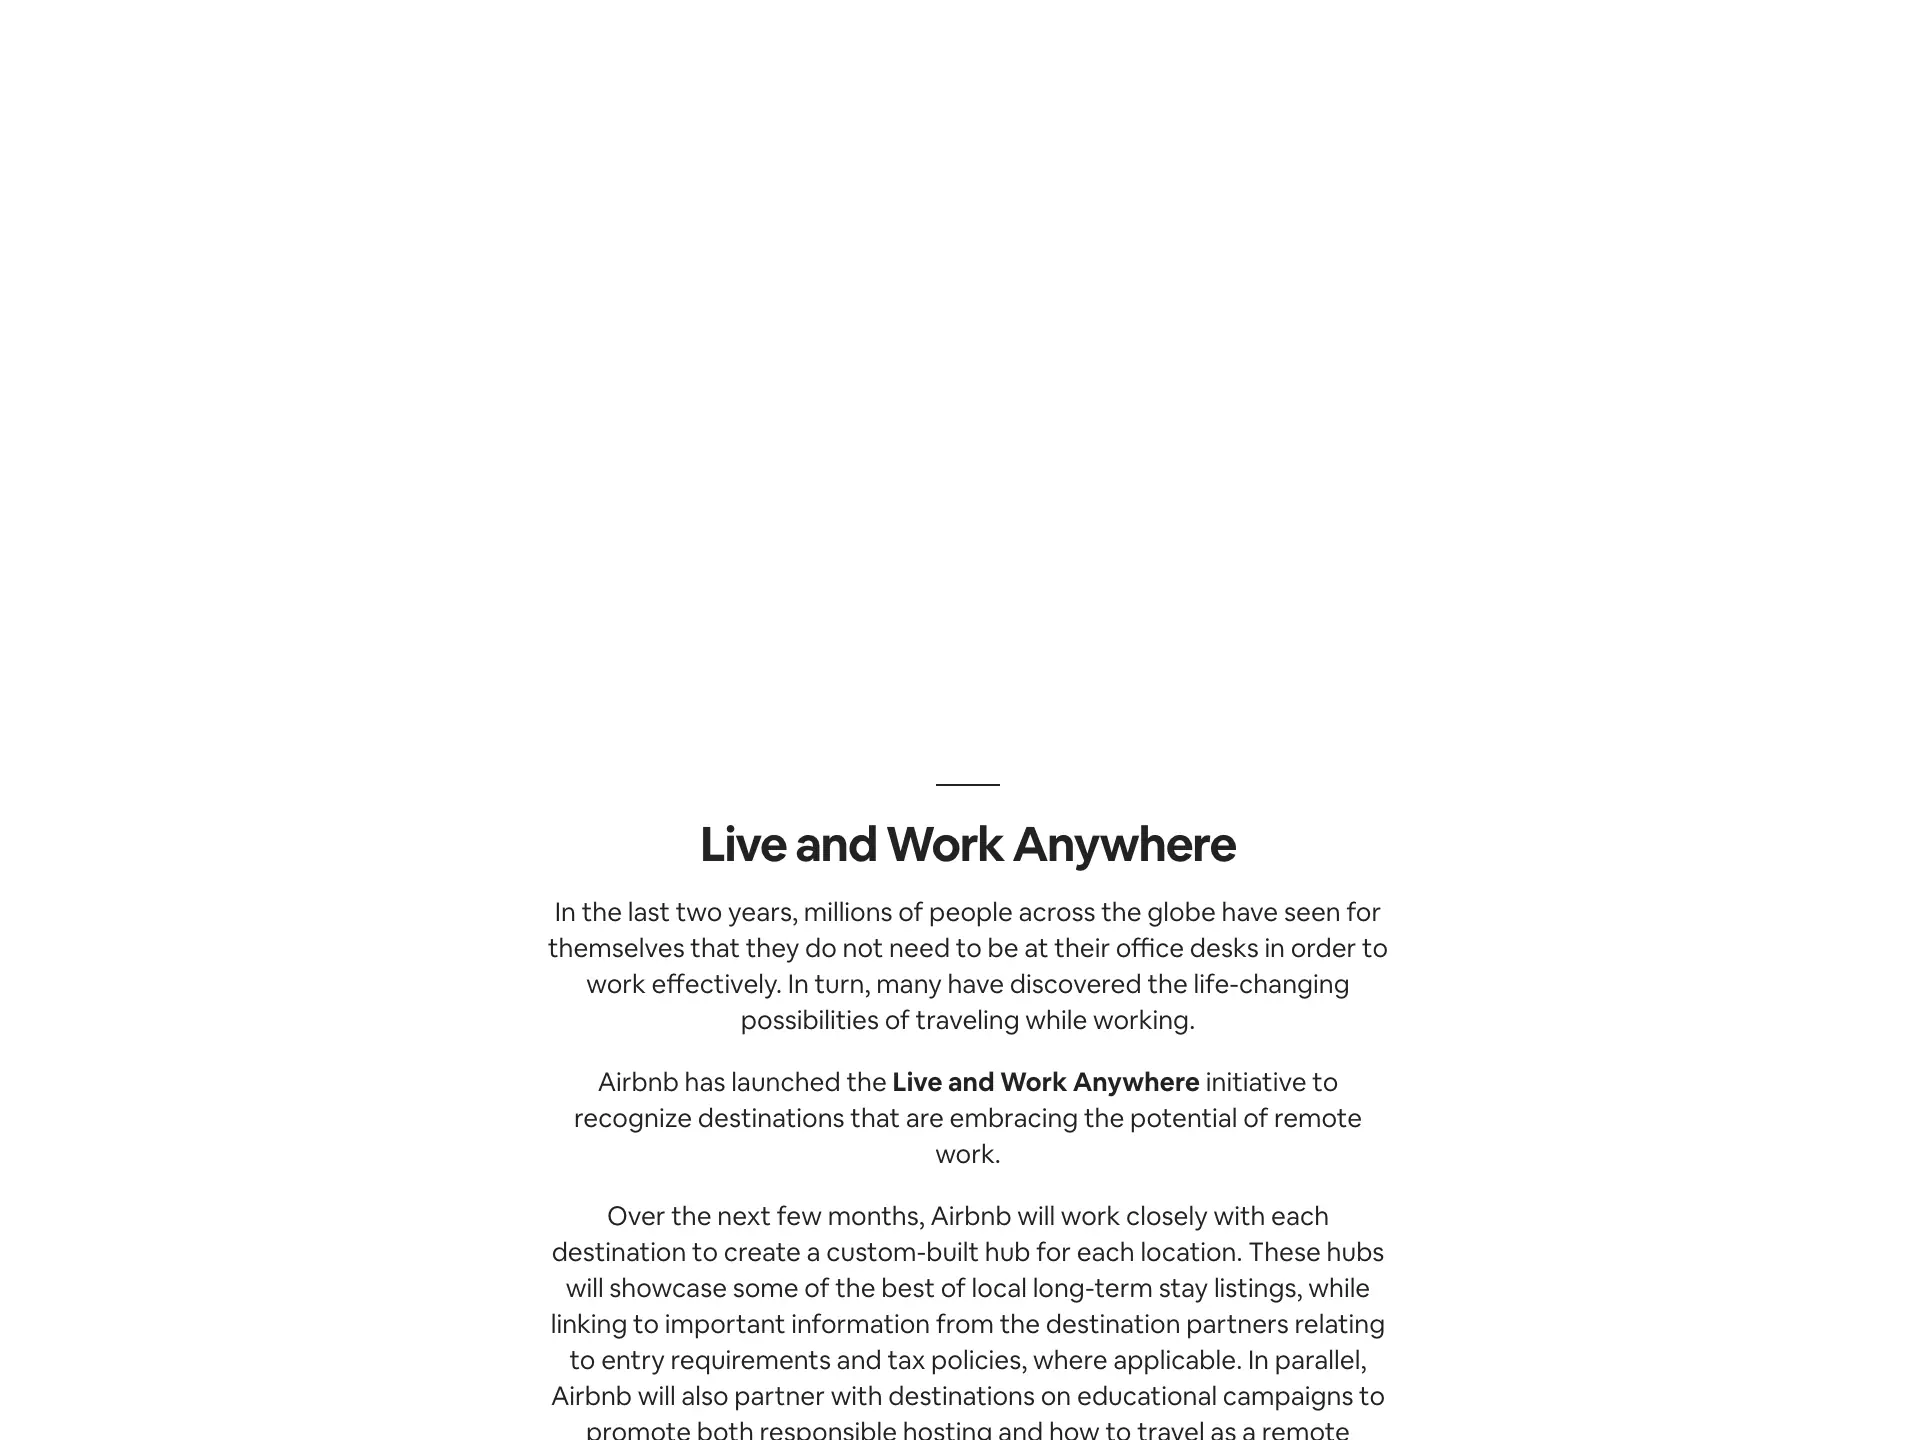 Live and Work Anywhere
In the last two years, millions of people across the globe have seen for
themselves that they do not need to be at their office desks in order to
work effectively. In turn, many have discovered the life-changing
possibilities of traveling while working.
Airbnb has launched the Live and Work Anywhere initiative to
recognize destinations that are embracing the potential of remote
work.
Over the next few months, Airbnb will work closely with each
destination to create a custom-built hub for each location. These hubs
will showcase some of the best of local long-term stay listings, while
linking to important information from the destination partners relating
to entry requirements and tax policies, where applicable. In parallel,
Airbnb will also partner with destinations on educational campaigns to
promote both responsible hosting and how to travel as a remote